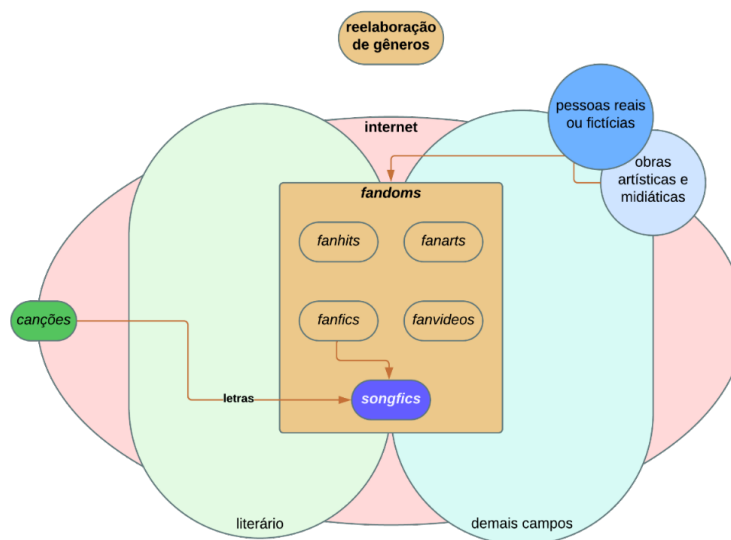 reelaboração
de gêneros
pessoas reais
ou fictícias
internet
obras
artísticas e
midiáticas
fandoms
fanhits
fanarts
canções
fanfics
fanvideos
letras
songfics
literário
demais campos